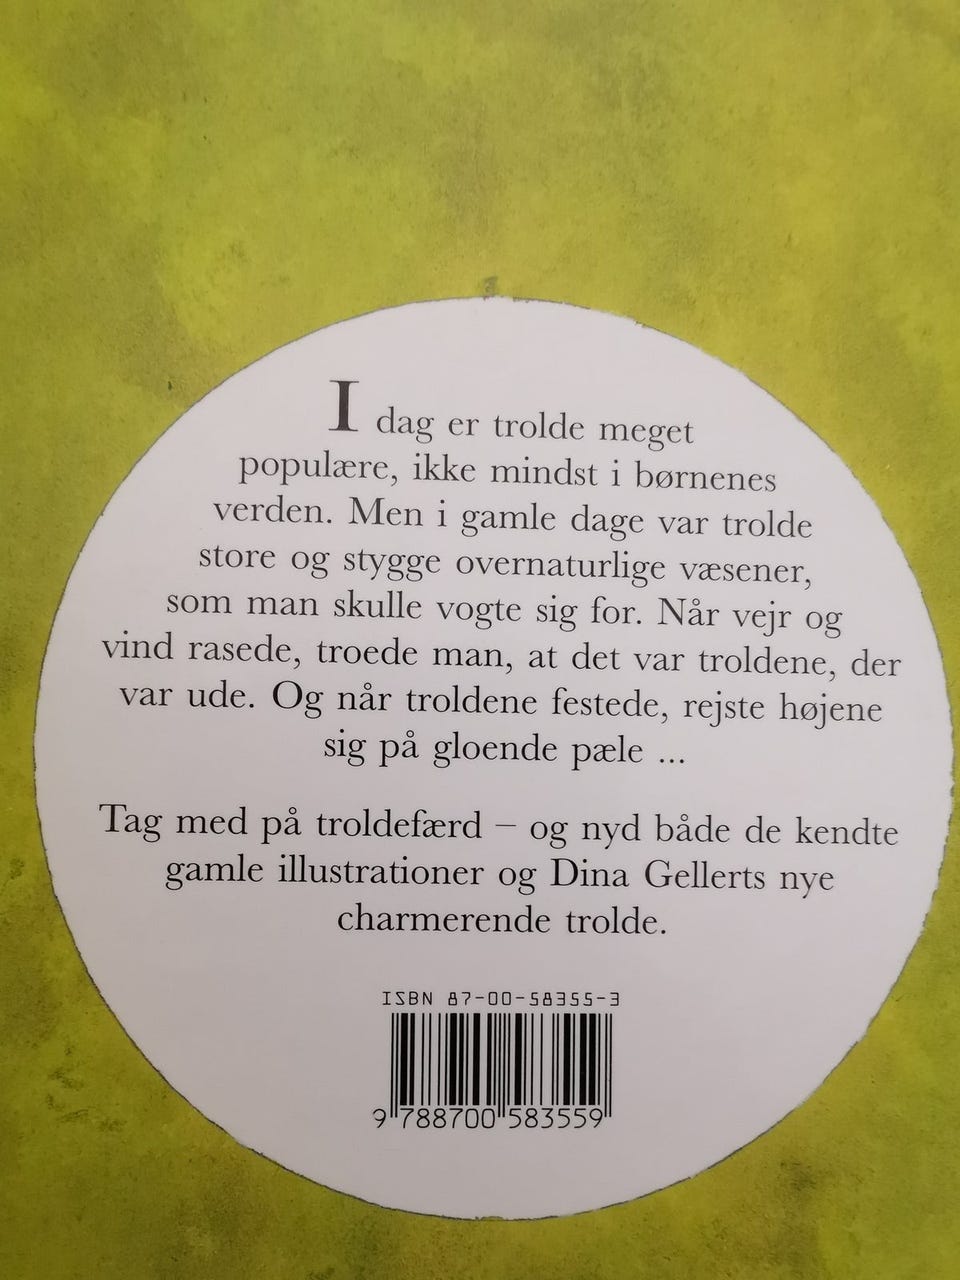 I dag er trolde meget
populære, ikke mindst i børnenes
verden. Men i gamle dage var trolde
store og stygge overnaturlige væsener,
som man skulle vogte sig for. Når vejr og
vind rasede, troede man, at det var troldene, der
var ude. Og når troldene festede, rejste højene
sig på gloende pæle ...
Tag med på troldefærd – og nyd både de kendte
gamle illustrationer og Dina Gellerts nye
charmerende trolde.
ISBN 87-00-58355-3
9 788700 583559